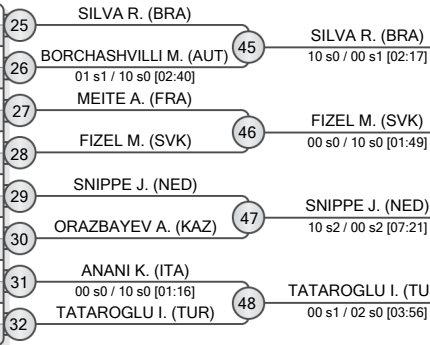 25
SILVA R. (BRA)
45
SILVA R. (BRA)
10 s0 / 00 s1 [02:17]
26
BORCHASHVILLI M. (AUT)
01 s1 / 10 s0 [02:40]
27
MEITE A. (FRA)
46
FIZEL M. (SVK)
00 s0 / 10 s0 [01:49]
28
FIZEL M. (SVK)
29
SNIPPE J. (NED)
47
SNIPPE J. (NED)
10 s2 / 00 s2 [07:21]
30
ORAZBAYEV A. (KAZ)
31
ANANI K. (ITA)
00 s0 / 10 s0 [01:16]
48
TATAROGLU I. (TU
00 s1 / 02 s0 [03:56]
32
TATAROGLU I. (TUR)